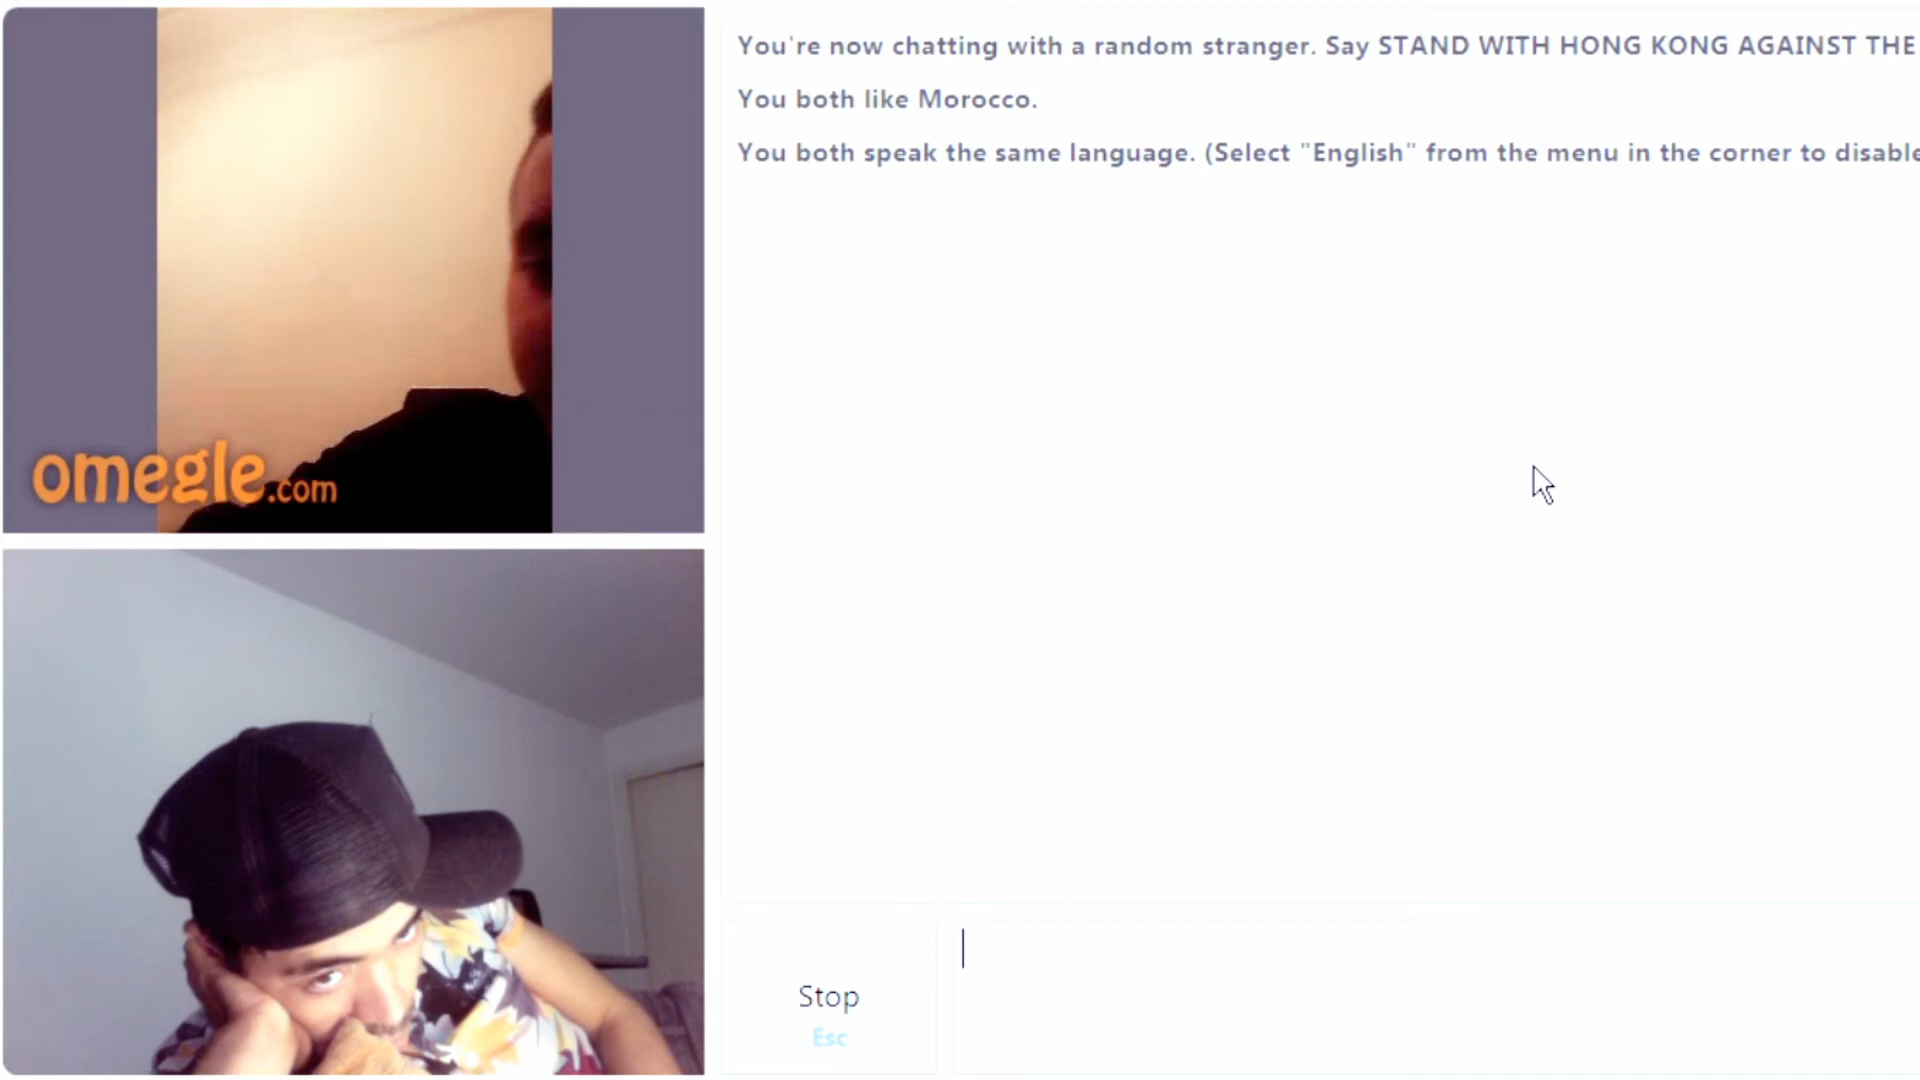 You're now chatting with a random stranger. Say STAND WITH HONG KONG AGAINST THE
You both like Morocco.
You both speak the same language. (Select "English" from the menu in the corner to disable
omegle.com
Stop
Esc